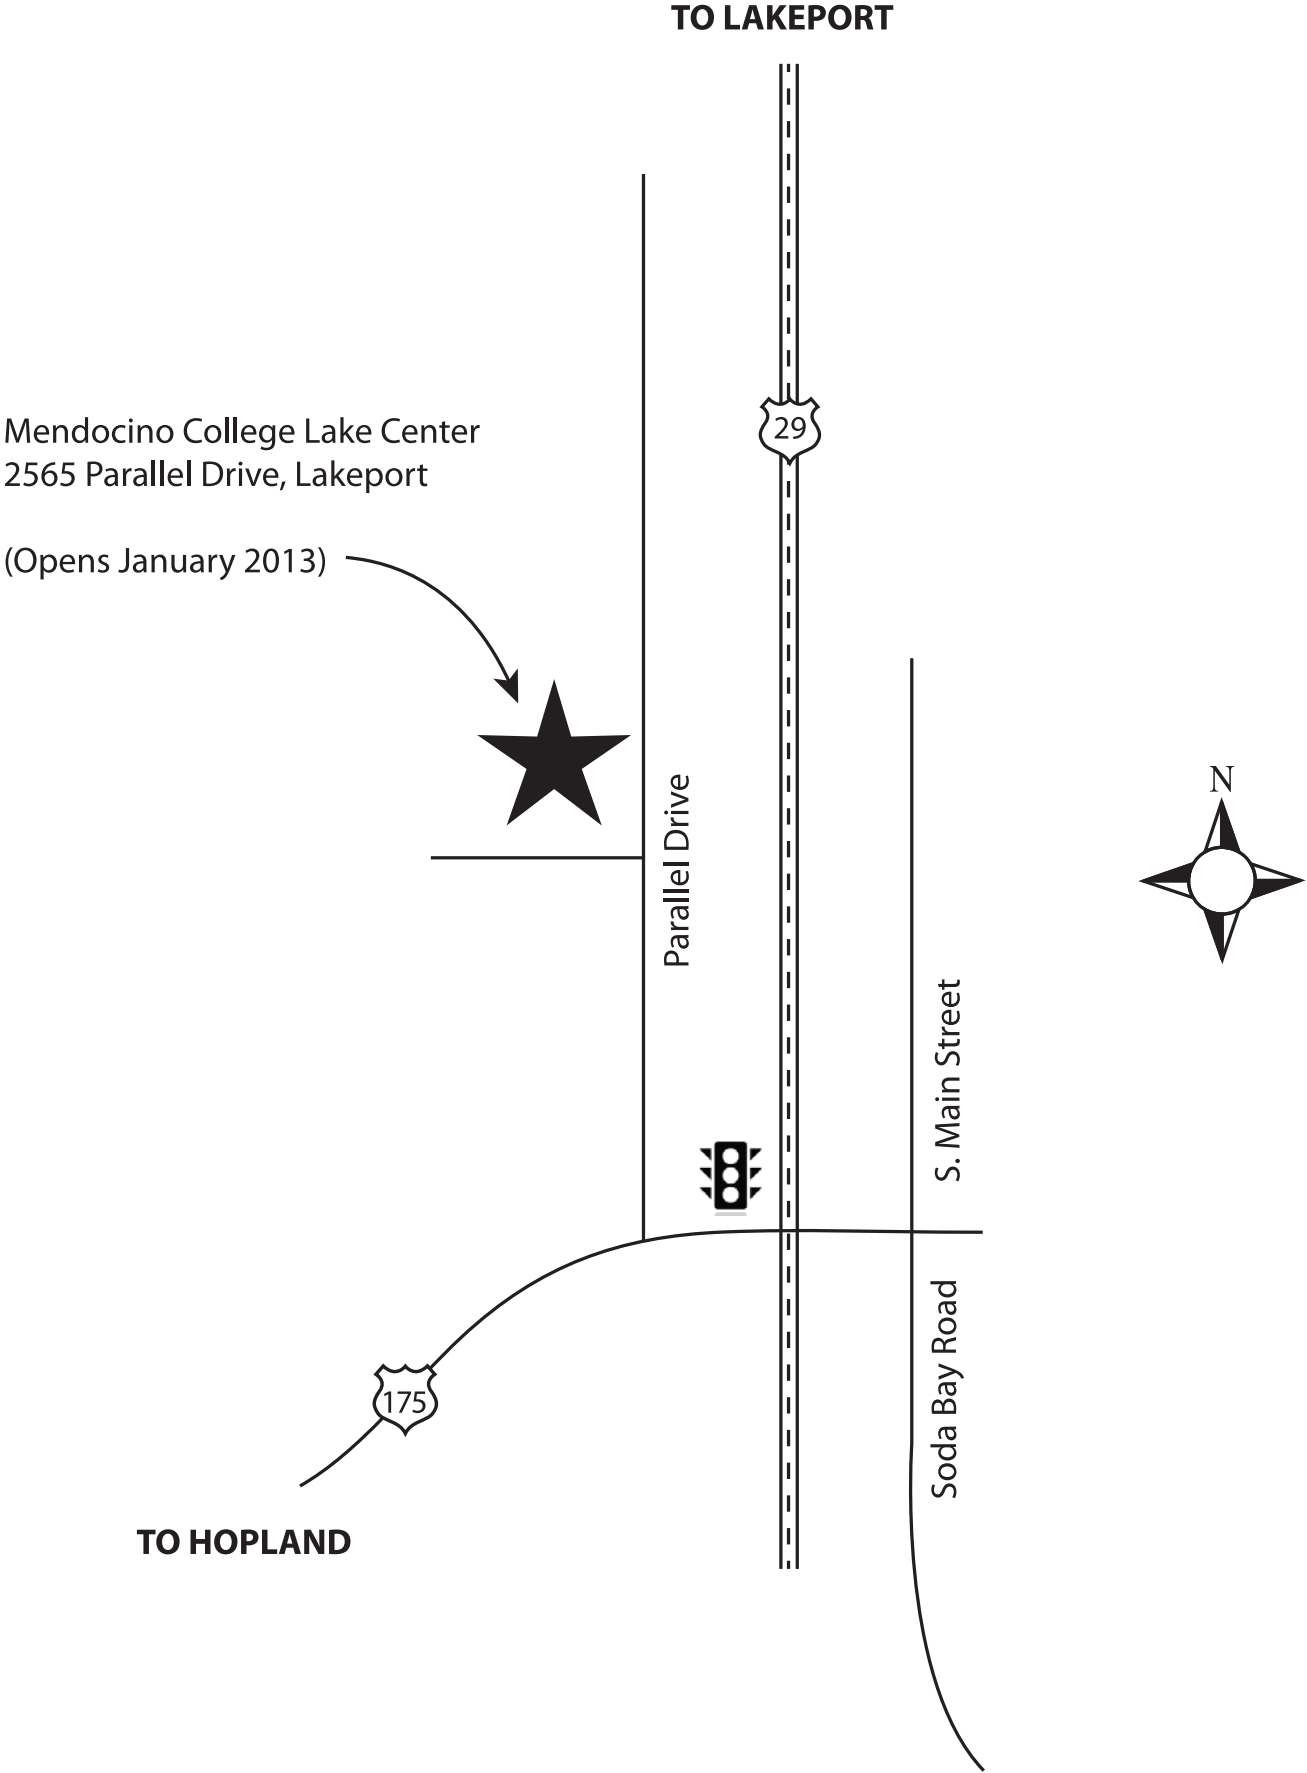 TO LAKEPORT
29
Mendocino College Lake Center
2565 Parallel Drive, Lakeport
(Opens January 2013)
Parallel Drive
N
S. Main Street
Soda Bay Road
175
TO HOPLAND